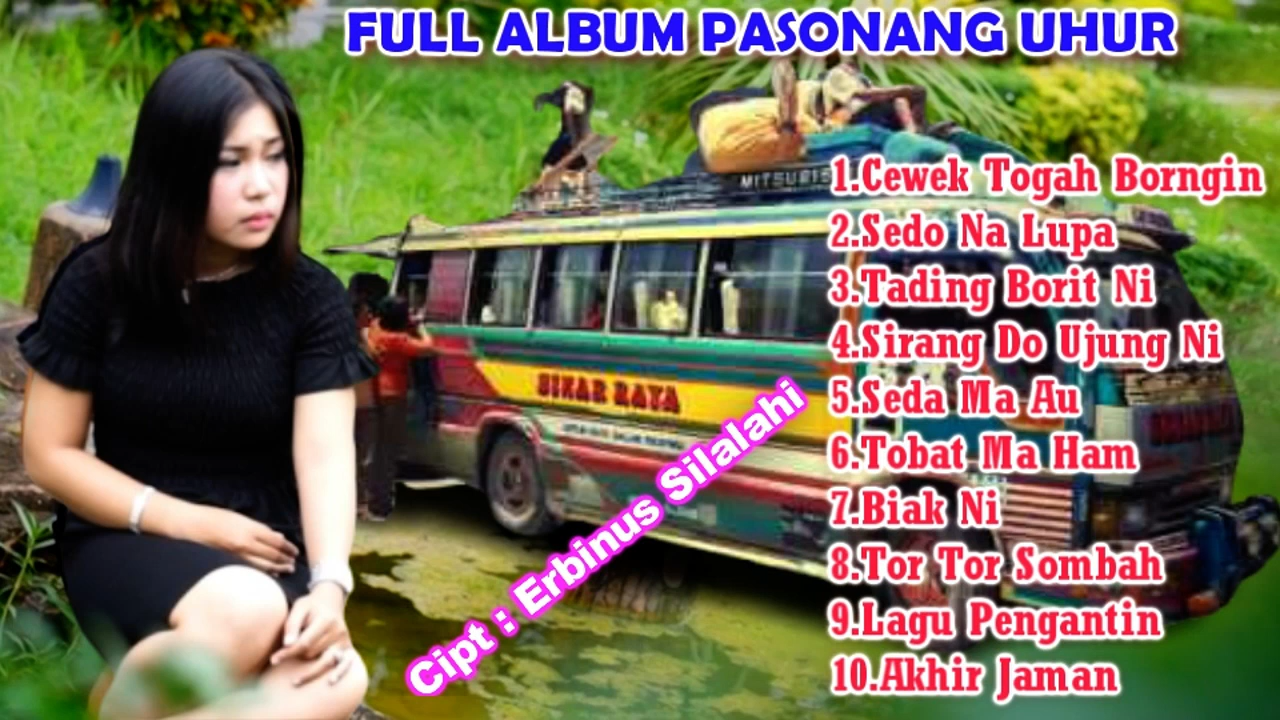 FULL ALBUM PASONANG UHUR
MITSUBIS
1.Cewek Togah Borngin
2.Sedo Na Lupa
3.Tading Borit Ni
4.Sirang Do Ujung Ni
5.Seda Ma Au
6.Tobat Ma Ham
7.Biak Ni
8.Tor Tor Sombah
9.Lagu Pengantin
10.Akhir Jaman
SIKAR RAYA
Cipt : Erbinus Silalahi